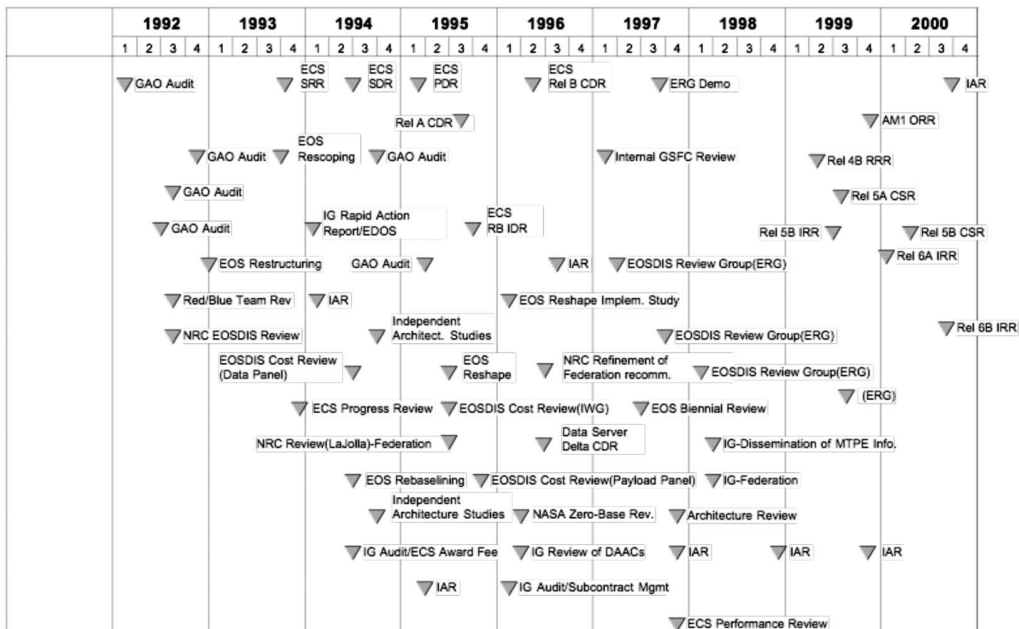 1992 1993 1994 1995 1996 1997 1998 1999 2000
1 2 3 4 1 2 3 4 1 2 3 4 1 2 3 4 1 2 3 4 1 2 3 4 1 2 3 4 1 2 3 4 1 2 3 4
GAO Audit
ECS
SRR
ECS
SDR
ECS
PDR
ECS
Rel B CDR
ERG Demo
IAR
Rel A CDR
AM1 ORR
GAO Audit
EOS
Rescoping
GAO Audit
Internal GSFC Review
Rel 4B RRR
GAO Audit
Rel 5A CSR
GAO Audit
IG Rapid Action
Report/EDOS
ECS
RB IDR
Rel 5B IRR
Rel 5B CSR
EOS Restructuring
GAO Audit
IAR
EOSDIS Review Group(ERG)
Rel 6A IRR
Red/Blue Team Rev
IAR
EOS Reshape Implem. Study
NRC EOSDIS Review
Independent
Architect. Studies
EOSDIS Review Group(ERG)
Rel 6B IRR
EOSDIS Cost Review
(Data Panel)
EOS
Reshape
NRC Refinement of
Federation recomm.
EOSDIS Review Group(ERG)
(ERG)
ECS Progress Review
EOSDIS Cost Review(IWG)
EOS Biennial Review
NRC Review(LaJolla)-Federation
Data Server
Delta CDR
IG-Dissemination of MTPE Info.
EOS Rebaselining
EOSDIS Cost Review(Payload Panel)
IG-Federation
Independent
Architecture Studies
NASA Zero-Base Rev.
Architecture Review
IG Audit/ECS Award Fee
IG Review of DAACs
IAR
IAR
IAR
IAR
IG Audit/Subcontract Mgmt
ECS Performance Review